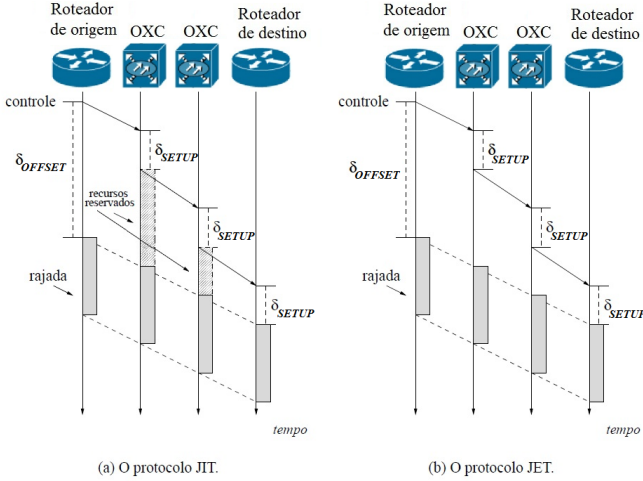 Roteador
de origem
OXC
OXC
Roteador
de destino
controle
δSETUP
δOFFSET
recursos
reservados
δSETUP
rajada
δSETUP
tempo
(a) O protocolo JIT.
Roteador
de origem
OXC
OXC
Roteador
de destino
controle
δSETUP
δOFFSET
δSETUP
rajada
δSETUP
tempo
(b) O protocolo JET.